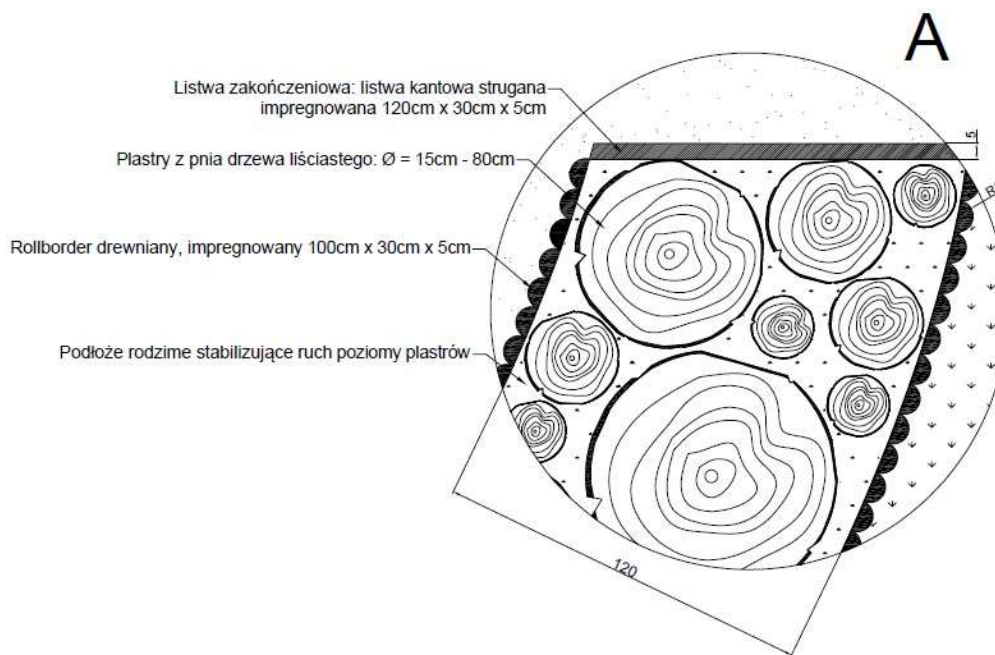 A
Listwa zakończeniowa: listwa kantowa strugana
impregnowana 120cm x 30cm x 5cm
5
Plastry z pnia drzewa liściastego: Ø = 15cm - 80cm
Rollborder drewniany, impregnowany 100cm x 30cm x 5cm
Podłoże rodzime stabilizujące ruch poziomy plastrów
120